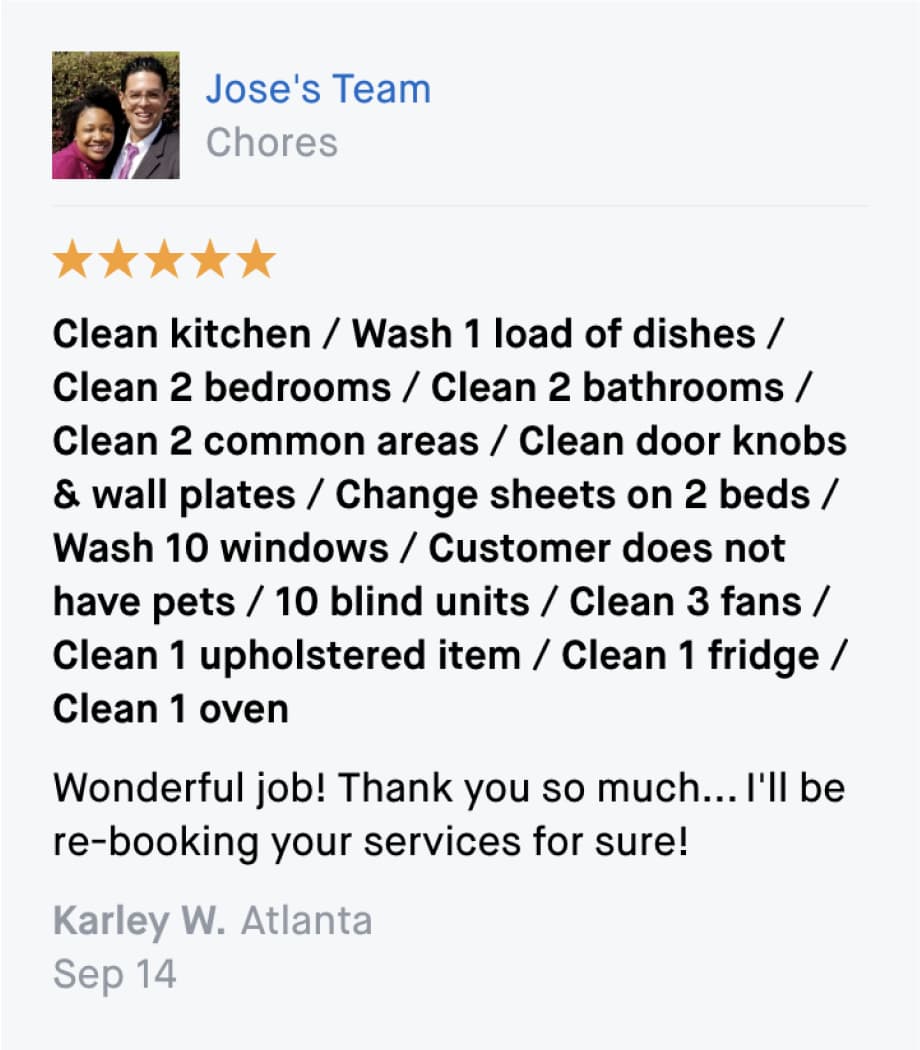 Jose's Team
Chores
Clean kitchen / Wash 1 load of dishes /
Clean 2 bedrooms / Clean 2 bathrooms /
Clean 2 common areas / Clean door knobs
& wall plates / Change sheets on 2 beds /
Wash 10 windows / Customer does not
have pets / 10 blind units / Clean 3 fans /
Clean 1 upholstered item / Clean 1 fridge /
Clean 1 oven
Wonderful job! Thank you so much... I'll be
re-booking your services for sure!
Karley W. Atlanta
Sep 14